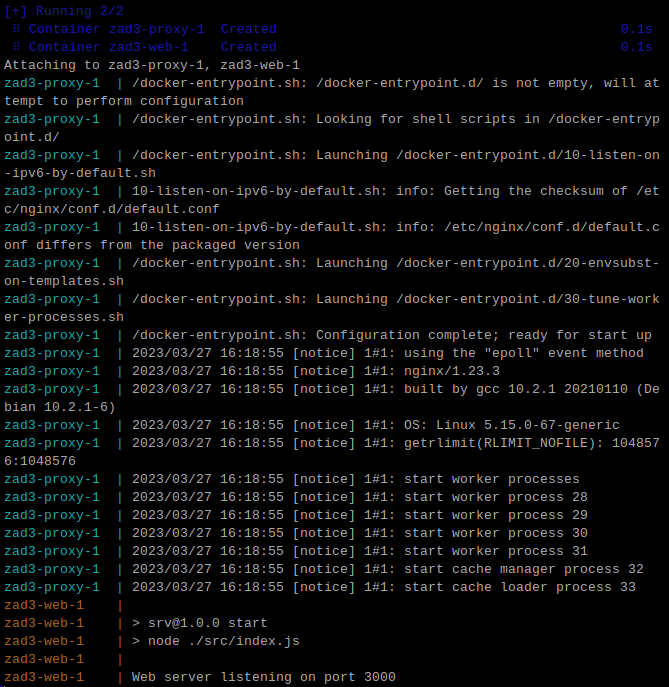 [+] Running 2/2
⠿ Container zad3-proxy-1  Created 0.1s
⠿ Container zad3-web-1    Created 0.1s
Attaching to zad3-proxy-1, zad3-web-1
zad3-proxy-1  | /docker-entrypoint.sh: /docker-entrypoint.d/ is not empty, will at
tempt to perform configuration
zad3-proxy-1  | /docker-entrypoint.sh: Looking for shell scripts in /docker-entryp
oint.d/
zad3-proxy-1  | /docker-entrypoint.sh: Launching /docker-entrypoint.d/10-listen-on
-ipv6-by-default.sh
zad3-proxy-1  | 10-listen-on-ipv6-by-default.sh: info: Getting the checksum of /et
c/nginx/conf.d/default.conf
zad3-proxy-1  | 10-listen-on-ipv6-by-default.sh: info: /etc/nginx/conf.d/default.c
onf differs from the packaged version
zad3-proxy-1  | /docker-entrypoint.sh: Launching /docker-entrypoint.d/20-envsubst-
on-templates.sh
zad3-proxy-1  | /docker-entrypoint.sh: Launching /docker-entrypoint.d/30-tune-work
er-processes.sh
zad3-proxy-1  | /docker-entrypoint.sh: Configuration complete; ready for start up
zad3-proxy-1  | 2023/03/27 16:18:55 [notice] 1#1: using the "epoll" event method
zad3-proxy-1  | 2023/03/27 16:18:55 [notice] 1#1: nginx/1.23.3
zad3-proxy-1  | 2023/03/27 16:18:55 [notice] 1#1: built by gcc 10.2.1 20210110 (De
bian 10.2.1-6)
zad3-proxy-1  | 2023/03/27 16:18:55 [notice] 1#1: OS: Linux 5.15.0-67-generic
zad3-proxy-1  | 2023/03/27 16:18:55 [notice] 1#1: getrlimit(RLIMIT_NOFILE): 104857
6:1048576
zad3-proxy-1  | 2023/03/27 16:18:55 [notice] 1#1: start worker processes
zad3-proxy-1  | 2023/03/27 16:18:55 [notice] 1#1: start worker process 28
zad3-proxy-1  | 2023/03/27 16:18:55 [notice] 1#1: start worker process 29
zad3-proxy-1  | 2023/03/27 16:18:55 [notice] 1#1: start worker process 30
zad3-proxy-1  | 2023/03/27 16:18:55 [notice] 1#1: start worker process 31
zad3-proxy-1  | 2023/03/27 16:18:55 [notice] 1#1: start cache manager process 32
zad3-proxy-1  | 2023/03/27 16:18:55 [notice] 1#1: start cache loader process 33
zad3-web-1    |
zad3-web-1    | > srv@1.0.0 start
zad3-web-1    | > node ./src/index.js
zad3-web-1    |
zad3-web-1    | Web server listening on port 3000